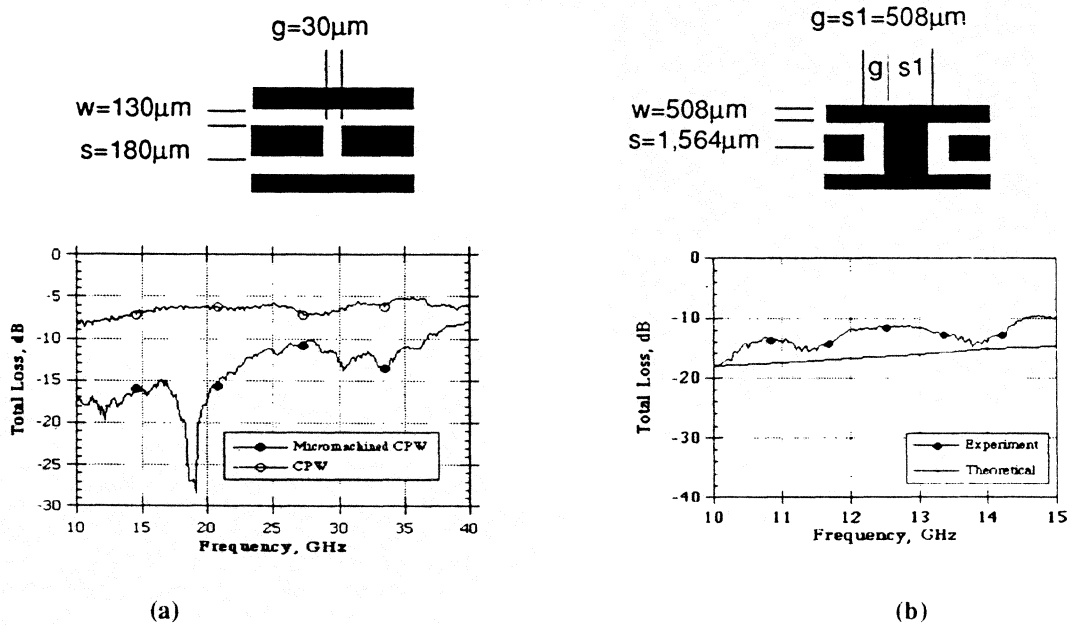 g=30µm
w=130µm
s=180µm
0
-5
-10
-15
-20
-25
-30
Total Loss, dB
Micromachined CPW
CPW
10 15 20 25 30 35 40
Frequency, GHz
(a)
g=s1=508µm
g s1
w=508µm
s=1,564µm
0
-10
-20
-30
-40
Total Loss, dB
Experiment
Theoretical
10 11 12 13 14 15
Frequency, GHz
(b)